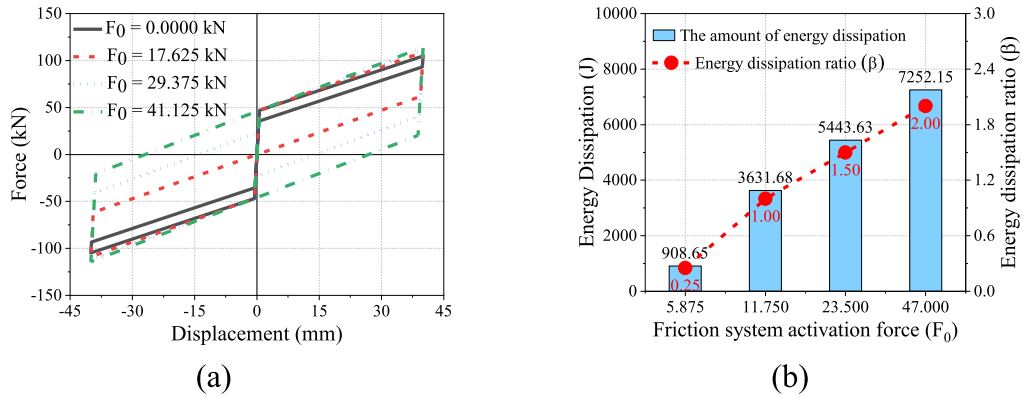 150
100
50
0
-50
-100
-150
-45
-30
-15
0
15
30
45
Force (kN)
Displacement (mm)
F0 = 0.0000 kN
F0 = 17.625 kN
F0 = 29.375 kN
F0 = 41.125 kN
(a)
10000
8000
6000
4000
2000
0
Energy Dissipation (J)
The amount of energy dissipation
Energy dissipation ratio (β)
908.65
3631.68
5443.63
7252.15
0.25
1.00
1.50
2.00
5.875
11.750
23.500
47.000
Friction system activation force (F0)
3.0
2.4
1.8
1.2
0.6
0.0
Energy dissipation ratio (β)
(b)